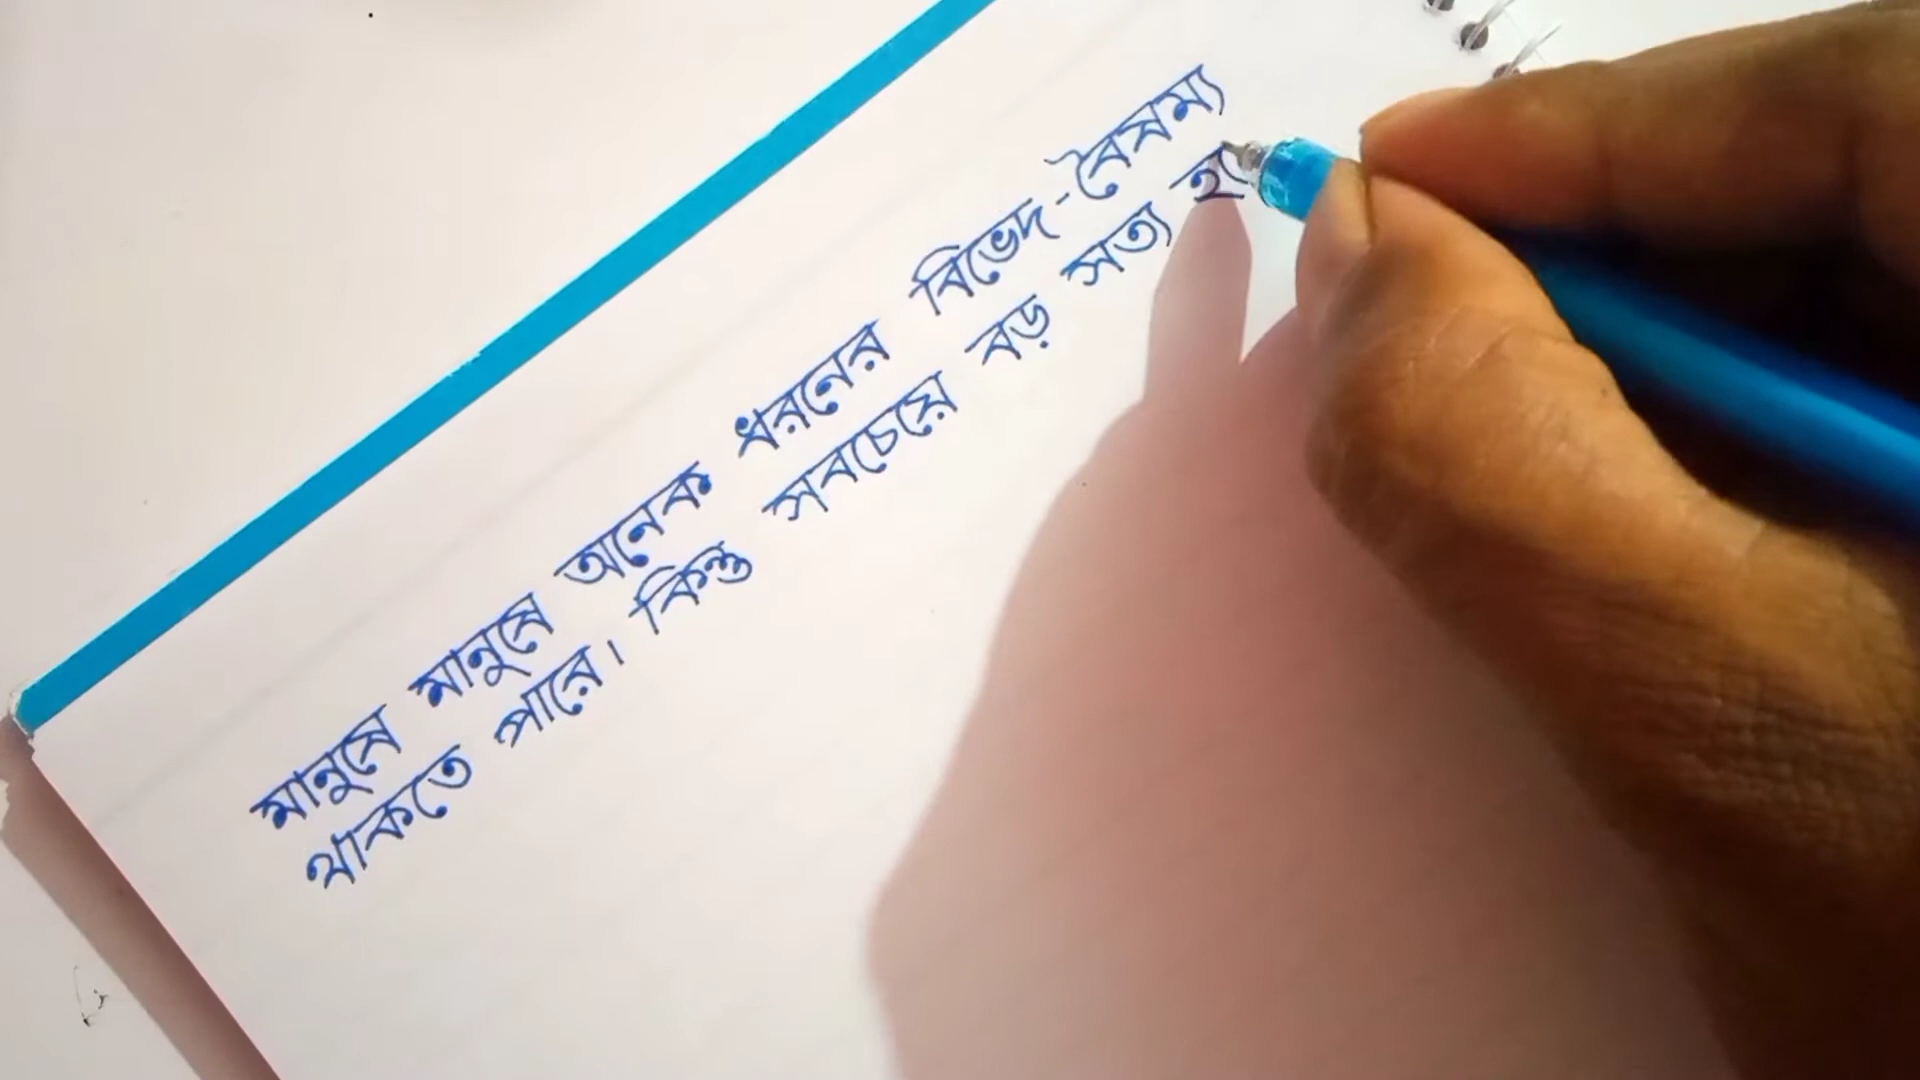 মানুষে মানুষে অনেক ধরনের বিভেদ-বৈষম্য
থাকতে পারে। কিন্তু সবচেয়ে বড় সত্য